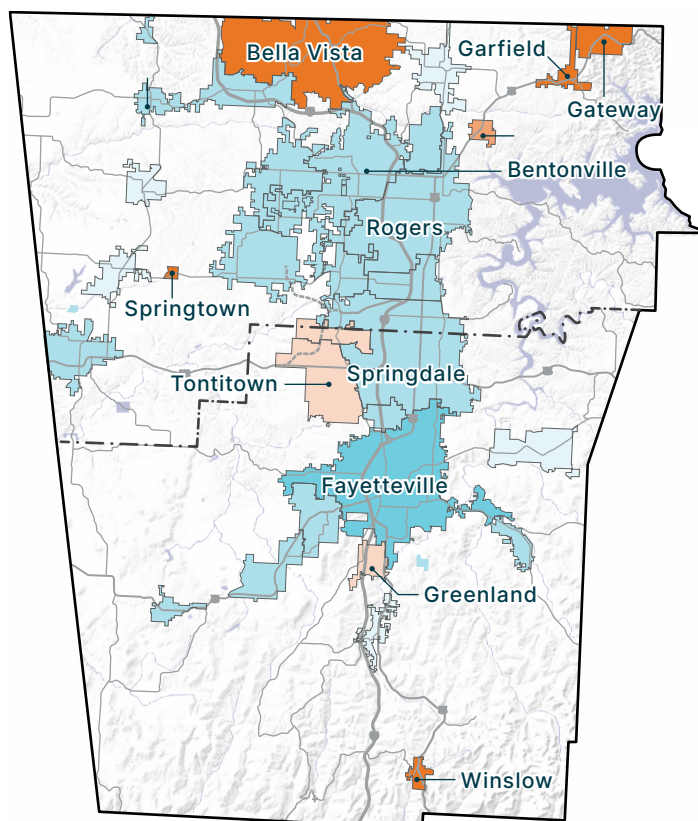 Bella Vista
Garfield
Gateway
Bentonville
Rogers
Springtown
Tontitown
Springdale
Fayetteville
Greenland
Winslow